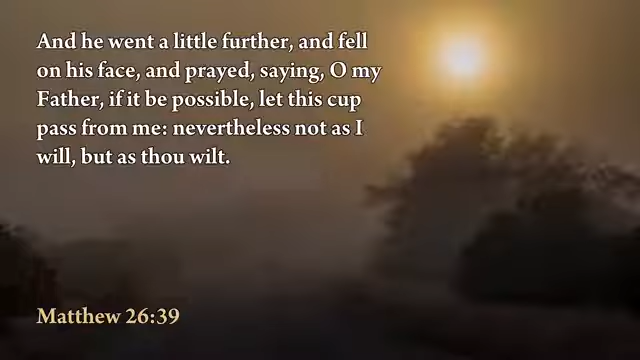 And he went a little further, and fell
on his face, and prayed, saying, O my
Father, if it be possible, let this cup
pass from me: nevertheless not as I
will, but as thou wilt.
Matthew 26:39